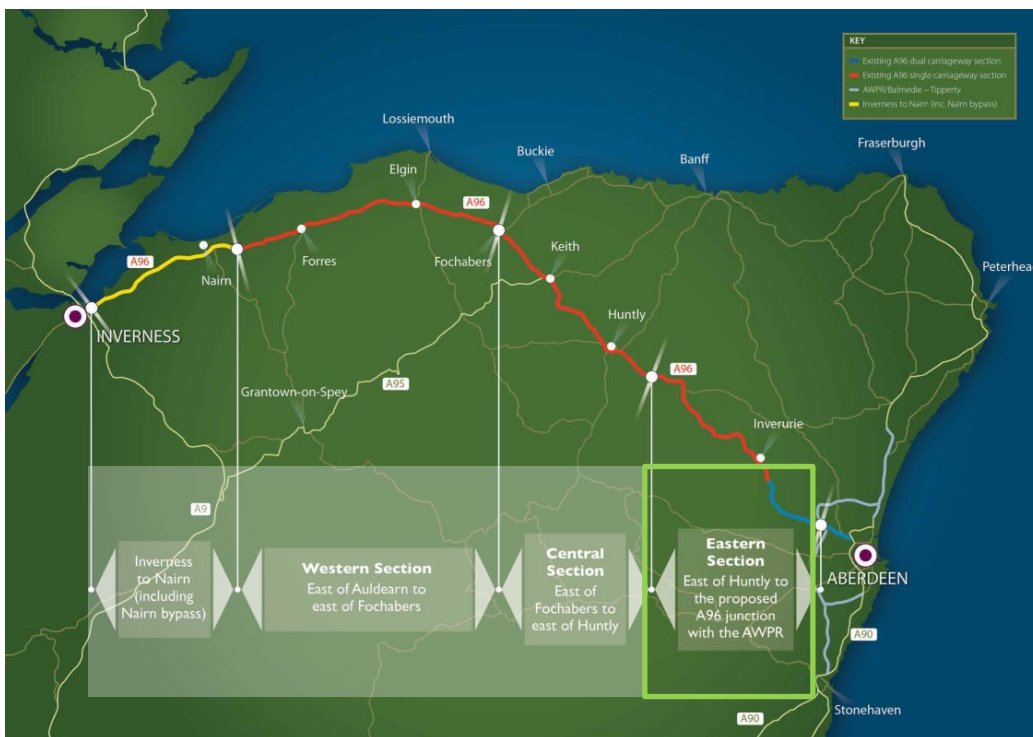 KEY
Existing A96 dual carriageway section
Existing A96 single carriageway section
AWPR/Balmedie – Tipperty
Inverness to Nairn (inc. Nairn bypass)
Lossiemouth
Fraserburgh
Buckie
Banff
Elgin
A96
Keith
Forres
Fochabers
A96
Nairn
Peterhea
INVERNESS
Huntly
A96
A95
Grantown-on-Spey
Inverurie
A9
ABERDEEN
A90
Stonehaven
A90
Inverness
to Nairn
(including
Nairn bypass)
Western Section
East of Auldearn to
east of Fochabers
Central
Section
East of
Fochabers to
east of Huntly
Eastern
Section
East of Huntly to
the proposed
A96 junction
with the AWPR